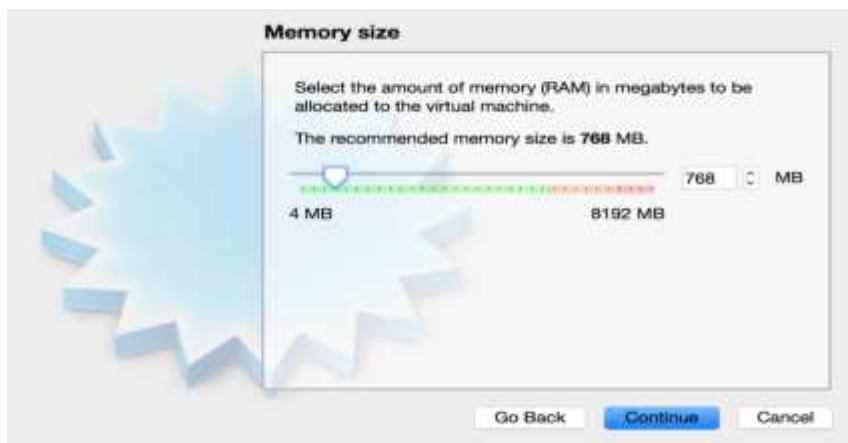 Memory size
Select the amount of memory (RAM) in megabytes to be
allocated to the virtual machine.
The recommended memory size is 768 MB.
768 MB
4 MB 8192 MB
Go Back Continue Cancel